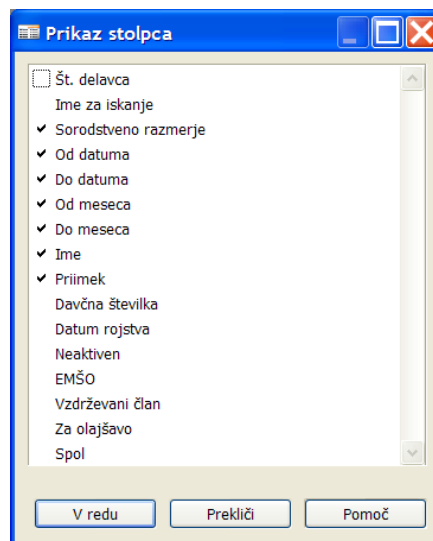 Prikaz stolpca
Št. delavca
Ime za iskanje
Sorodstveno razmerje
Od datuma
Do datuma
Od meseca
Do meseca
Ime
Priimek
Davčna številka
Datum rojstva
Neaktiven
EMŠO
Vzdrževani član
Za olajšavo
Spol
V redu Prekliči Pomoč